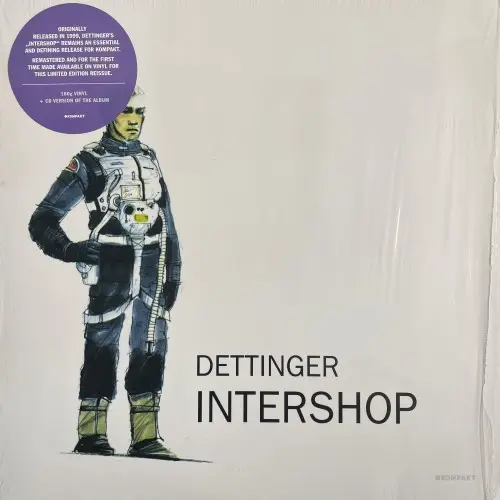 ORIGINALLY
RELEASED IN 1999, DETTINGER'S
„INTERSHOP“ REMAINS AN ESSENTIAL
AND DEFINING RELEASE FOR KOMPAKT.
REMASTERED AND FOR THE FIRST
TIME MADE AVAILABLE ON VINYL FOR
THIS LIMITED EDITION REISSUE.
180g VINYL
+ CD VERSION OF THE ALBUM
KOMPAKT
DETTINGER
INTERSHOP
KOMPAKT